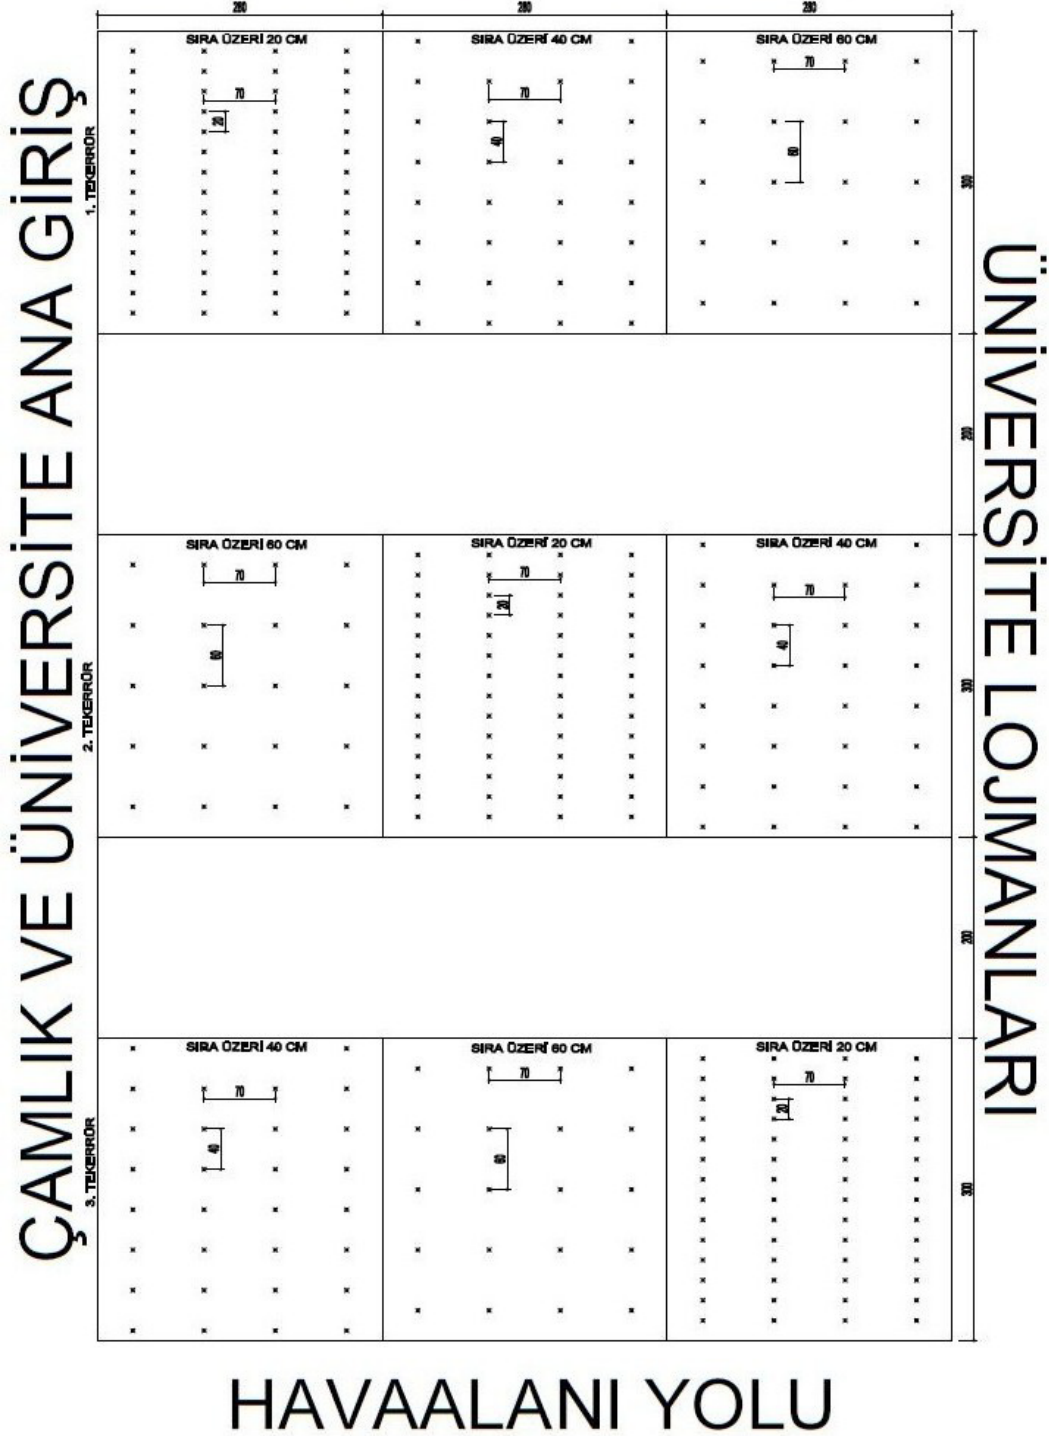 280
280
280
SIRA ÜZERİ 20 CM
SIRA ÜZERİ 40 CM
SIRA ÜZERİ 60 CM
70
20
70
40
70
60
1. TEKERRÜR
300
200
SIRA ÜZERİ 60 CM
SIRA ÜZERİ 20 CM
SIRA ÜZERİ 40 CM
70
60
70
20
70
40
2. TEKERRÜR
300
200
SIRA ÜZERİ 40 CM
SIRA ÜZERİ 60 CM
SIRA ÜZERİ 20 CM
70
40
70
60
70
20
3. TEKERRÜR
300
ÇAMLIK VE ÜNİVERSİTE ANA GİRİŞ
ÜNİVERSİTE LOJMANLARI
HAVAALANI YOLU